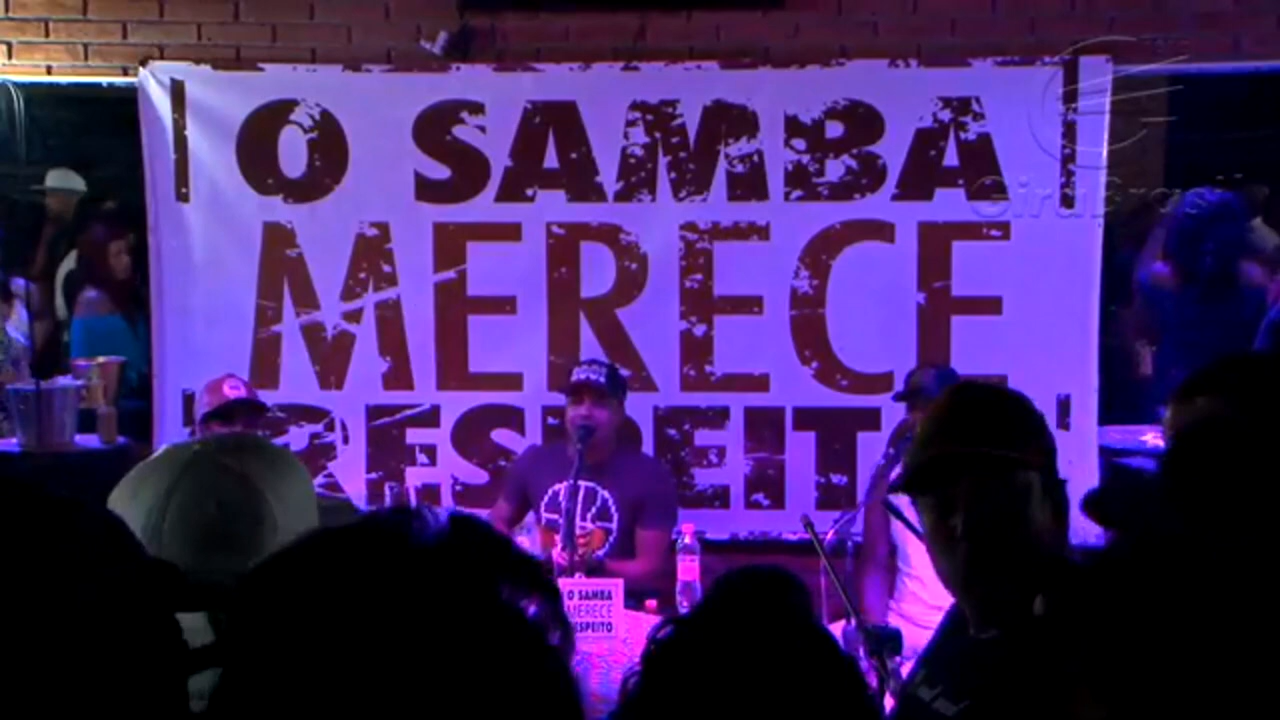 O SAMBA
MERECE
RESPEITO
O SAMBA
MERECE
RESPEITO